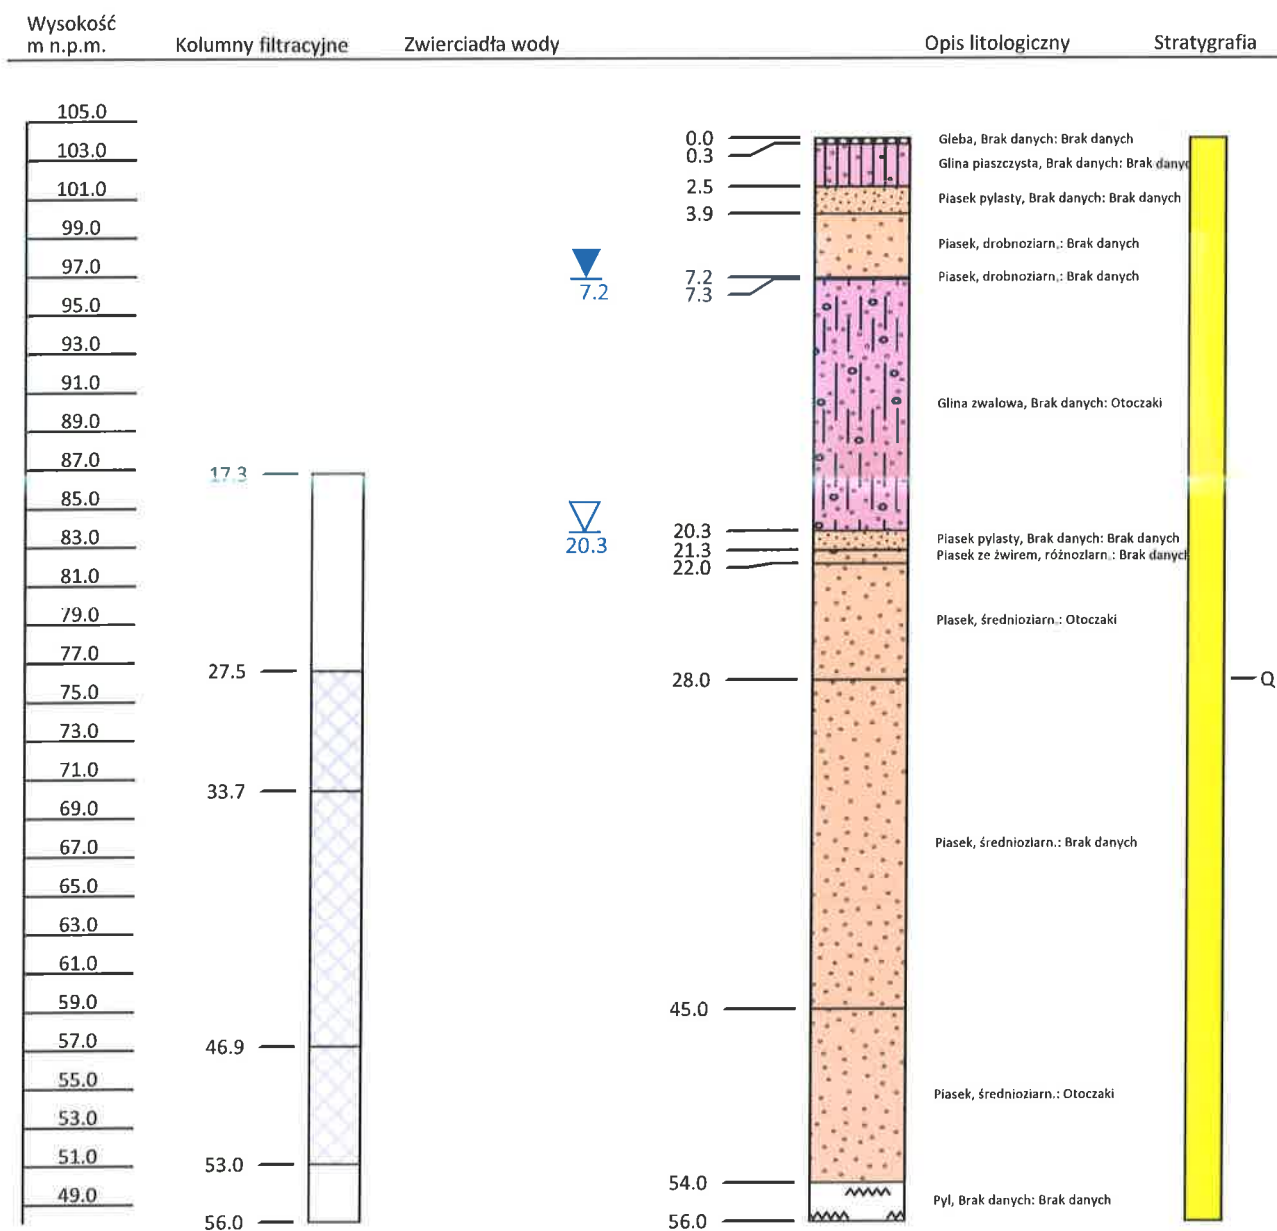 Wysokość
m n.p.m.
Kolumny filtracyjne
Zwierciadła wody
Opis litologiczny
Stratygrafia
105.0
103.0
101.0
99.0
97.0
95.0
93.0
91.0
89.0
87.0
85.0
83.0
81.0
79.0
77.0
75.0
73.0
71.0
69.0
67.0
65.0
63.0
61.0
59.0
57.0
55.0
53.0
51.0
49.0
17.3
27.5
33.7
46.9
53.0
56.0
7.2
20.3
0.0
0.3
2.5
3.9
7.2
7.3
20.3
21.3
22.0
28.0
45.0
54.0
56.0
Gleba, Brak danych: Brak danych
Glina piaszczysta, Brak danych: Brak danyc
Piasek pylasty, Brak danych: Brak danych
Piasek, drobnoziarn.: Brak danych
Piasek, drobnoziarn.: Brak danych
Glina zwalowa, Brak danych: Otoczaki
Piasek pylasty, Brak danych: Brak danych
Piasek ze żwirem, różnoziarn.: Brak danych
Piasek, średnioziarn.: Otoczaki
Piasek, średnioziarn.: Brak danych
Piasek, średnioziarn.: Otoczaki
Pyl, Brak danych: Brak danych
Q